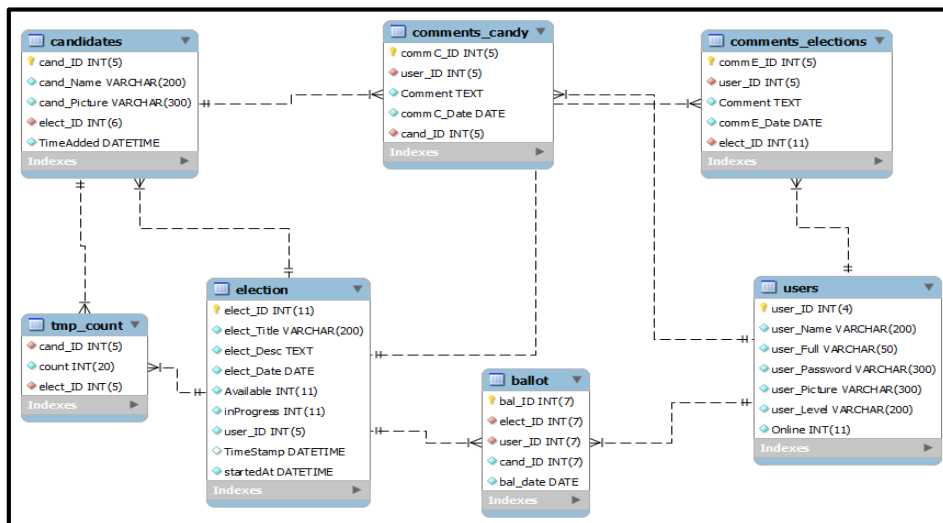 candidates
cand_ID INT(5)
cand_Name VARCHAR(200)
cand_Picture VARCHAR(300)
elect_ID INT(6)
TimeAdded DATETIME
Indexes
comments_candy
commC_ID INT(5)
user_ID INT(5)
Comment TEXT
commC_Date DATE
cand_ID INT(5)
Indexes
comments_elections
commE_ID INT(5)
user_ID INT(5)
Comment TEXT
commE_Date DATE
elect_ID INT(11)
Indexes
tmp_count
cand_ID INT(5)
count INT(20)
elect_ID INT(5)
Indexes
election
elect_ID INT(11)
elect_Title VARCHAR(200)
elect_Desc TEXT
elect_Date DATE
Available INT(11)
inProgress INT(11)
user_ID INT(5)
TimeStamp DATETIME
startedAt DATETIME
Indexes
ballot
bal_ID INT(7)
elect_ID INT(7)
user_ID INT(7)
cand_ID INT(7)
bal_date DATE
Indexes
users
user_ID INT(4)
user_Name VARCHAR(200)
user_Full VARCHAR(50)
user_Password VARCHAR(300)
user_Picture VARCHAR(300)
user_Level VARCHAR(200)
Online INT(11)
Indexes